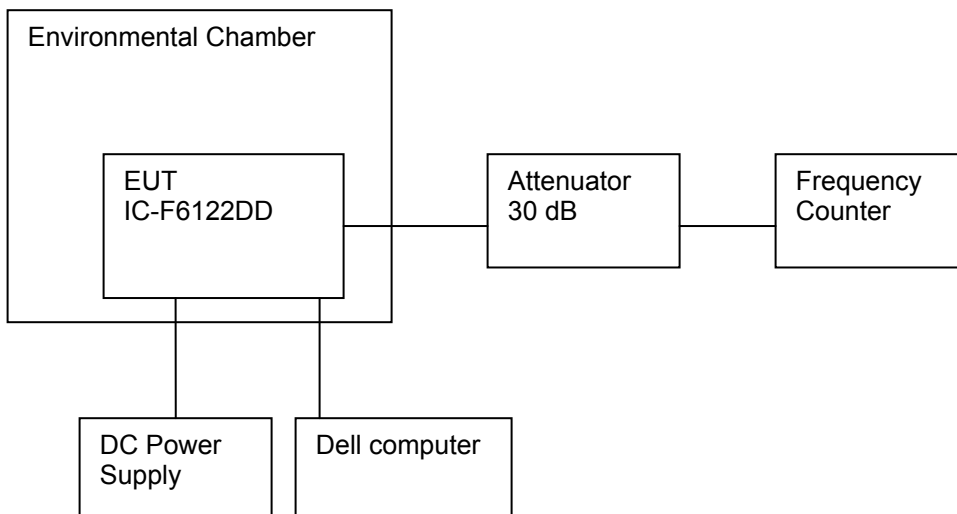 Environmental Chamber
EUT
IC-F6122DD
Attenuator
30 dB
Frequency
Counter
DC Power
Supply
Dell computer